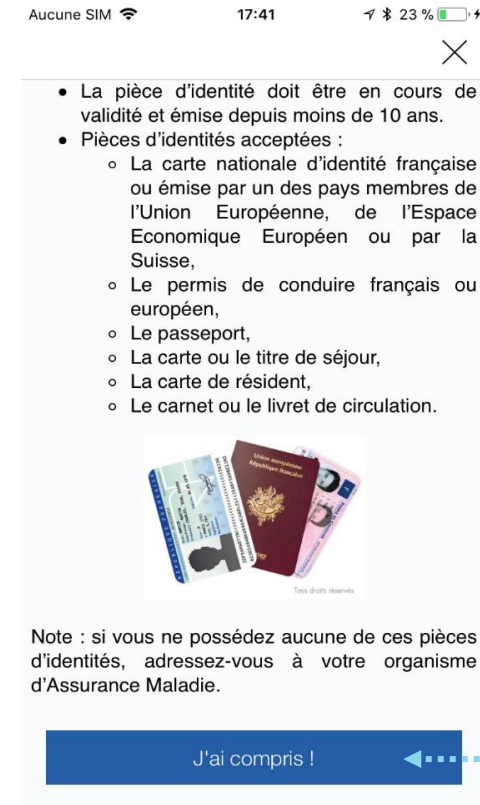 Aucune SIM 17:41 23 %
La pièce d'identité doit être en cours de
validité et émise depuis moins de 10 ans.
Pièces d'identités acceptées :
La carte nationale d'identité française
ou émise par un des pays membres de
l'Union Européenne, de l'Espace
Economique Européen ou par la
Suisse,
Le permis de conduire français ou
européen,
Le passeport,
La carte ou le titre de séjour,
La carte de résident,
Le carnet ou le livret de circulation.
Union européenne
République française
Tous droits réservés
Note : si vous ne possédez aucune de ces pièces
d'identités, adressez-vous à votre organisme
d'Assurance Maladie.
J'ai compris !